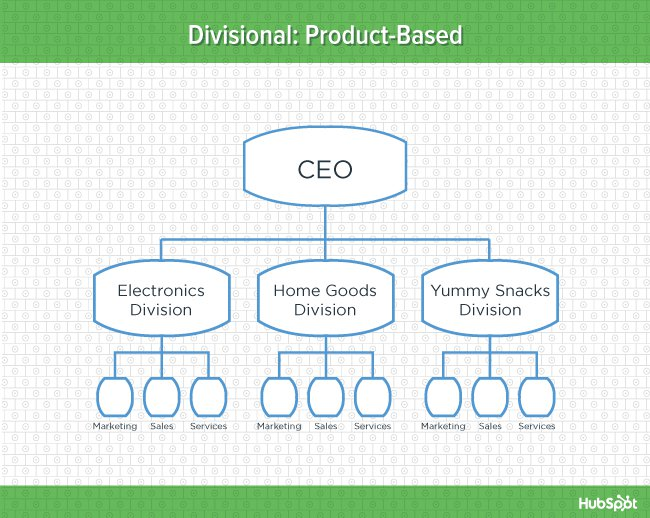 Divisional: Product-Based
CEO
Electronics
Division
Home Goods
Division
Yummy Snacks
Division
Marketing
Sales
Services
Marketing
Sales
Services
Marketing
Sales
Services
HubSpot